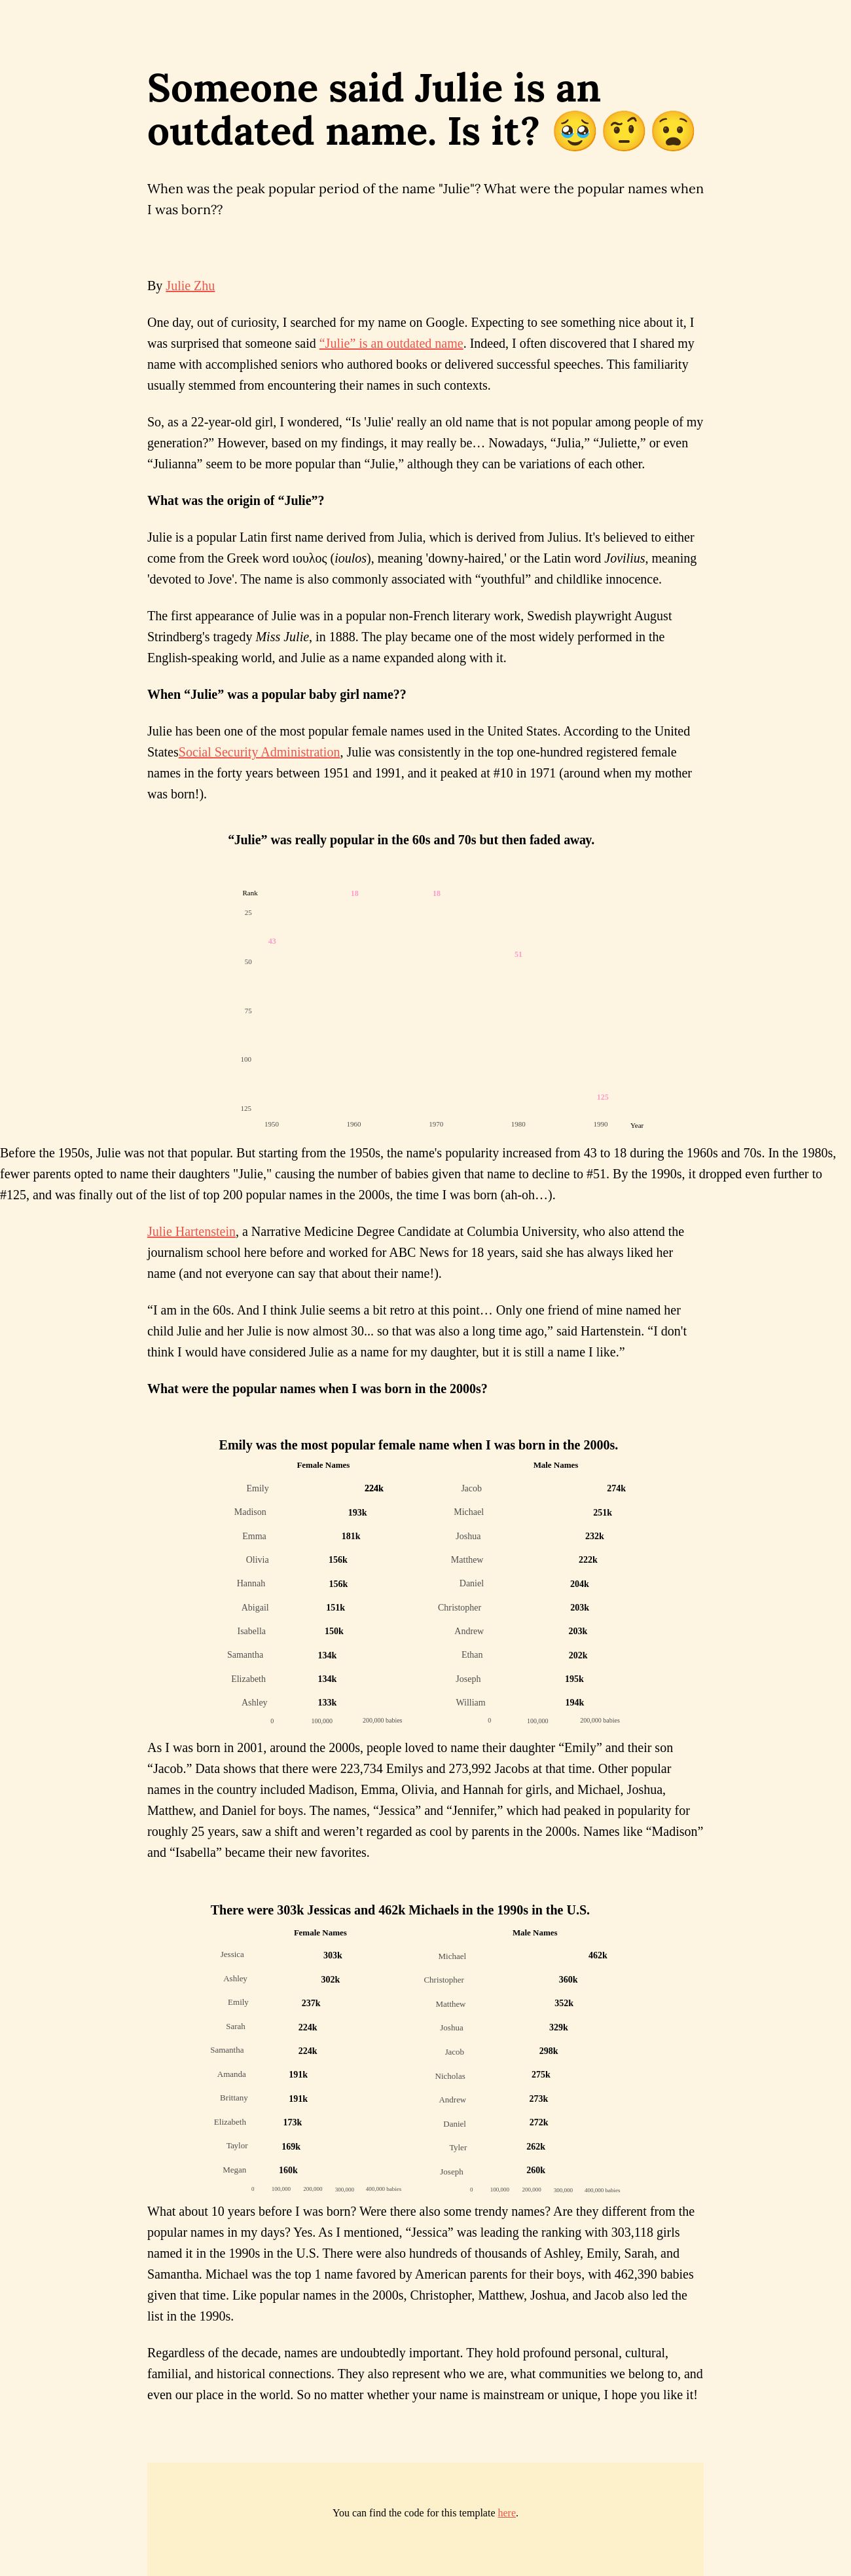 Someone said Julie is an
outdated name. Is it? 🥹🤨😧
When was the peak popular period of the name "Julie"? What were the popular names when
I was born??
By Julie Zhu
One day, out of curiosity, I searched for my name on Google. Expecting to see something nice about it, I
was surprised that someone said “Julie” is an outdated name. Indeed, I often discovered that I shared my
name with accomplished seniors who authored books or delivered successful speeches. This familiarity
usually stemmed from encountering their names in such contexts.
So, as a 22-year-old girl, I wondered, “Is 'Julie' really an old name that is not popular among people of my
generation?” However, based on my findings, it may really be… Nowadays, “Julia,” “Juliette,” or even
“Julianna” seem to be more popular than “Julie,” although they can be variations of each other.
What was the origin of “Julie”?
Julie is a popular Latin first name derived from Julia, which is derived from Julius. It's believed to either
come from the Greek word ιουλος (ioulos), meaning 'downy-haired,' or the Latin word Jovilius, meaning
'devoted to Jove'. The name is also commonly associated with “youthful” and childlike innocence.
The first appearance of Julie was in a popular non-French literary work, Swedish playwright August
Strindberg's tragedy Miss Julie, in 1888. The play became one of the most widely performed in the
English-speaking world, and Julie as a name expanded along with it.
When “Julie” was a popular baby girl name??
Julie has been one of the most popular female names used in the United States. According to the United
StatesSocial Security Administration, Julie was consistently in the top one-hundred registered female
names in the forty years between 1951 and 1991, and it peaked at #10 in 1971 (around when my mother
was born!).
“Julie” was really popular in the 60s and 70s but then faded away.
Rank 18 18
25
43
51
50
75
100
125
125
1950 1960 1970 1980 1990 Year
Before the 1950s, Julie was not that popular. But starting from the 1950s, the name's popularity increased from 43 to 18 during the 1960s and 70s. In the 1980s,
fewer parents opted to name their daughters "Julie," causing the number of babies given that name to decline to #51. By the 1990s, it dropped even further to
#125, and was finally out of the list of top 200 popular names in the 2000s, the time I was born (ah-oh…).
Julie Hartenstein, a Narrative Medicine Degree Candidate at Columbia University, who also attend the
journalism school here before and worked for ABC News for 18 years, said she has always liked her
name (and not everyone can say that about their name!).
“I am in the 60s. And I think Julie seems a bit retro at this point… Only one friend of mine named her
child Julie and her Julie is now almost 30... so that was also a long time ago,” said Hartenstein. “I don't
think I would have considered Julie as a name for my daughter, but it is still a name I like.”
What were the popular names when I was born in the 2000s?
Emily was the most popular female name when I was born in the 2000s.
Female Names Male Names
Emily 224k Jacob 274k
Madison 193k Michael 251k
Emma 181k Joshua 232k
Olivia 156k Matthew 222k
Hannah 156k Daniel 204k
Abigail 151k Christopher 203k
Isabella 150k Andrew 203k
Samantha 134k Ethan 202k
Elizabeth 134k Joseph 195k
Ashley 133k William 194k
0 100,000 200,000 babies 0 100,000 200,000 babies
As I was born in 2001, around the 2000s, people loved to name their daughter “Emily” and their son
“Jacob.” Data shows that there were 223,734 Emilys and 273,992 Jacobs at that time. Other popular
names in the country included Madison, Emma, Olivia, and Hannah for girls, and Michael, Joshua,
Matthew, and Daniel for boys. The names, “Jessica” and “Jennifer,” which had peaked in popularity for
roughly 25 years, saw a shift and weren’t regarded as cool by parents in the 2000s. Names like “Madison”
and “Isabella” became their new favorites.
There were 303k Jessicas and 462k Michaels in the 1990s in the U.S.
Female Names Male Names
Jessica 303k Michael 462k
Ashley 302k Christopher 360k
Emily 237k Matthew 352k
Sarah 224k Joshua 329k
Samantha 224k Jacob 298k
Amanda 191k Nicholas 275k
Brittany 191k Andrew 273k
Elizabeth 173k Daniel 272k
Taylor 169k Tyler 262k
Megan 160k Joseph 260k
0 100,000 200,000 300,000 400,000 babies 0 100,000 200,000 300,000 400,000 babies
What about 10 years before I was born? Were there also some trendy names? Are they different from the
popular names in my days? Yes. As I mentioned, “Jessica” was leading the ranking with 303,118 girls
named it in the 1990s in the U.S. There were also hundreds of thousands of Ashley, Emily, Sarah, and
Samantha. Michael was the top 1 name favored by American parents for their boys, with 462,390 babies
given that time. Like popular names in the 2000s, Christopher, Matthew, Joshua, and Jacob also led the
list in the 1990s.
Regardless of the decade, names are undoubtedly important. They hold profound personal, cultural,
familial, and historical connections. They also represent who we are, what communities we belong to, and
even our place in the world. So no matter whether your name is mainstream or unique, I hope you like it!
You can find the code for this template here.